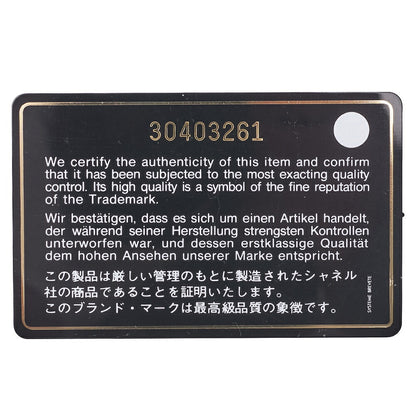 30403261
We certify the authenticity of this item and confirm
that it has been subjected to the most exacting quality
control. Its high quality is a symbol of the fine reputation
of the Trademark.
Wir bestätigen, dass es sich um einen Artikel handelt,
der während seiner Herstellung strengsten Kontrollen
unterworfen war, und dessen erstklassige Qualität
dem hohen Ansehen unserer Marke entspricht.
この製品は厳しい管理のもとに製造されたシャネル
社の商品であることを証明いたします。
このブランド・マークは最高級品質の象徴です。
SYSTEME BREVETE